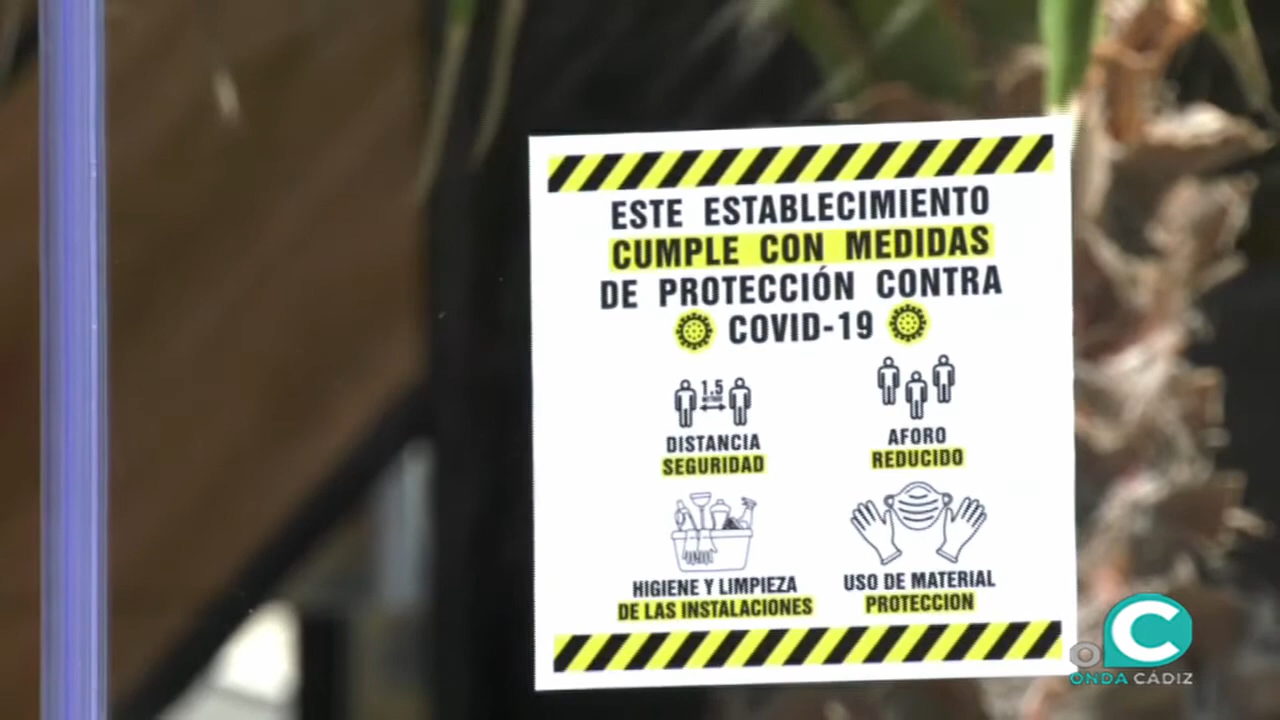 ESTE ESTABLECIMIENTO
CUMPLE CON MEDIDAS
DE PROTECCIÓN CONTRA
COVID-19
1.5
METROS
DISTANCIA
SEGURIDAD
AFORO
REDUCIDO
HIGIENE Y LIMPIEZA
DE LAS INSTALACIONES
USO DE MATERIAL
PROTECCION
ONDA CÁDIZ